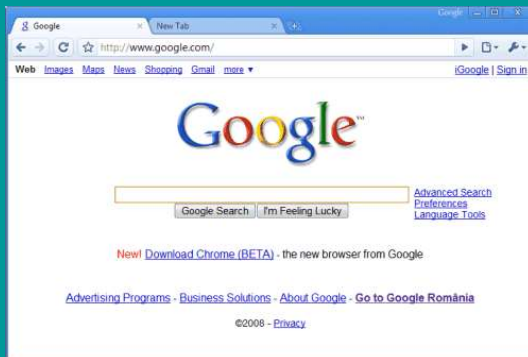 Google
Google New Tab
http://www.google.com/
Web Images Maps News Shopping Gmail more ▼ iGoogle | Sign in
Google™
Advanced Search
Preferences
Language Tools
Google Search I'm Feeling Lucky
New! Download Chrome (BETA) - the new browser from Google
Advertising Programs - Business Solutions - About Google - Go to Google România
©2008 - Privacy